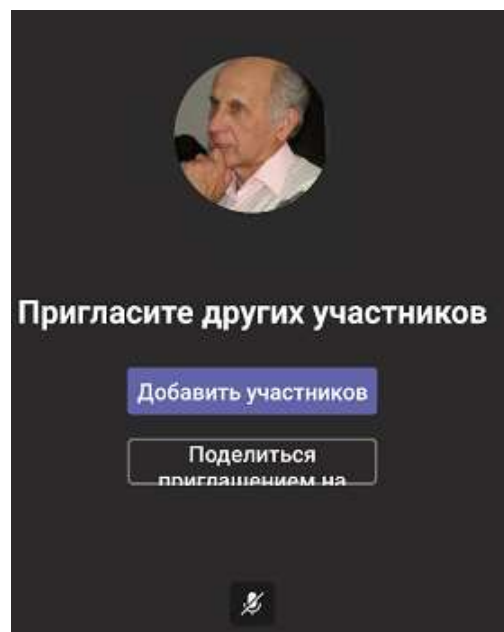 Пригласите других участников
Добавить участников
Поделиться
приглашением на